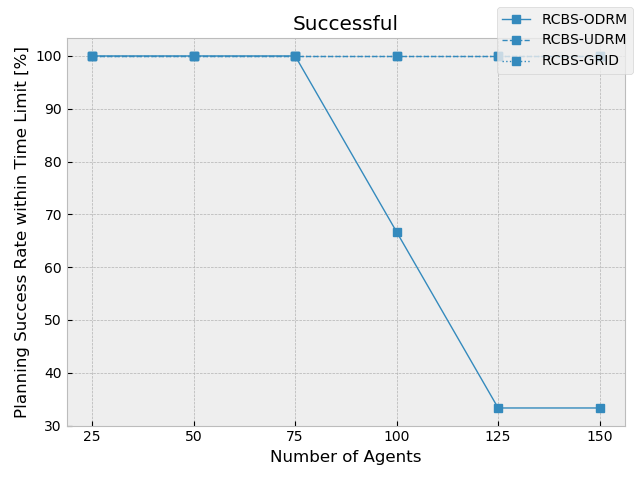 Successful
RCBS-ODRM
RCBS-UDRM
RCBS-GRID
Planning Success Rate within Time Limit [%]
100
90
80
70
60
50
40
30
25 50 75 100 125 150
Number of Agents